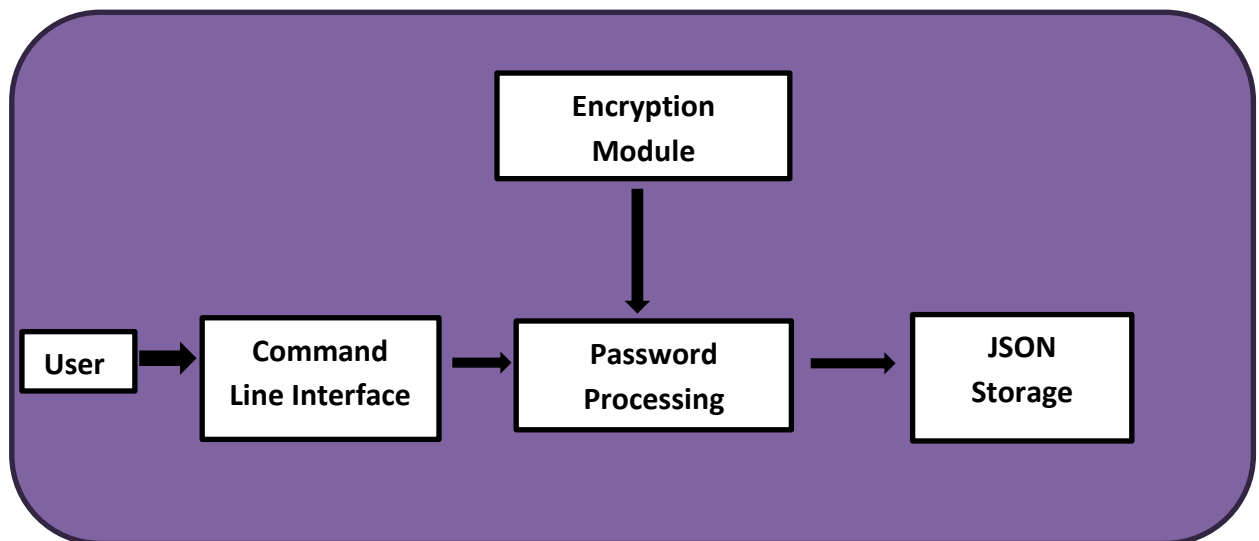 Encryption
Module
User
Command
Line Interface
Password
Processing
JSON
Storage